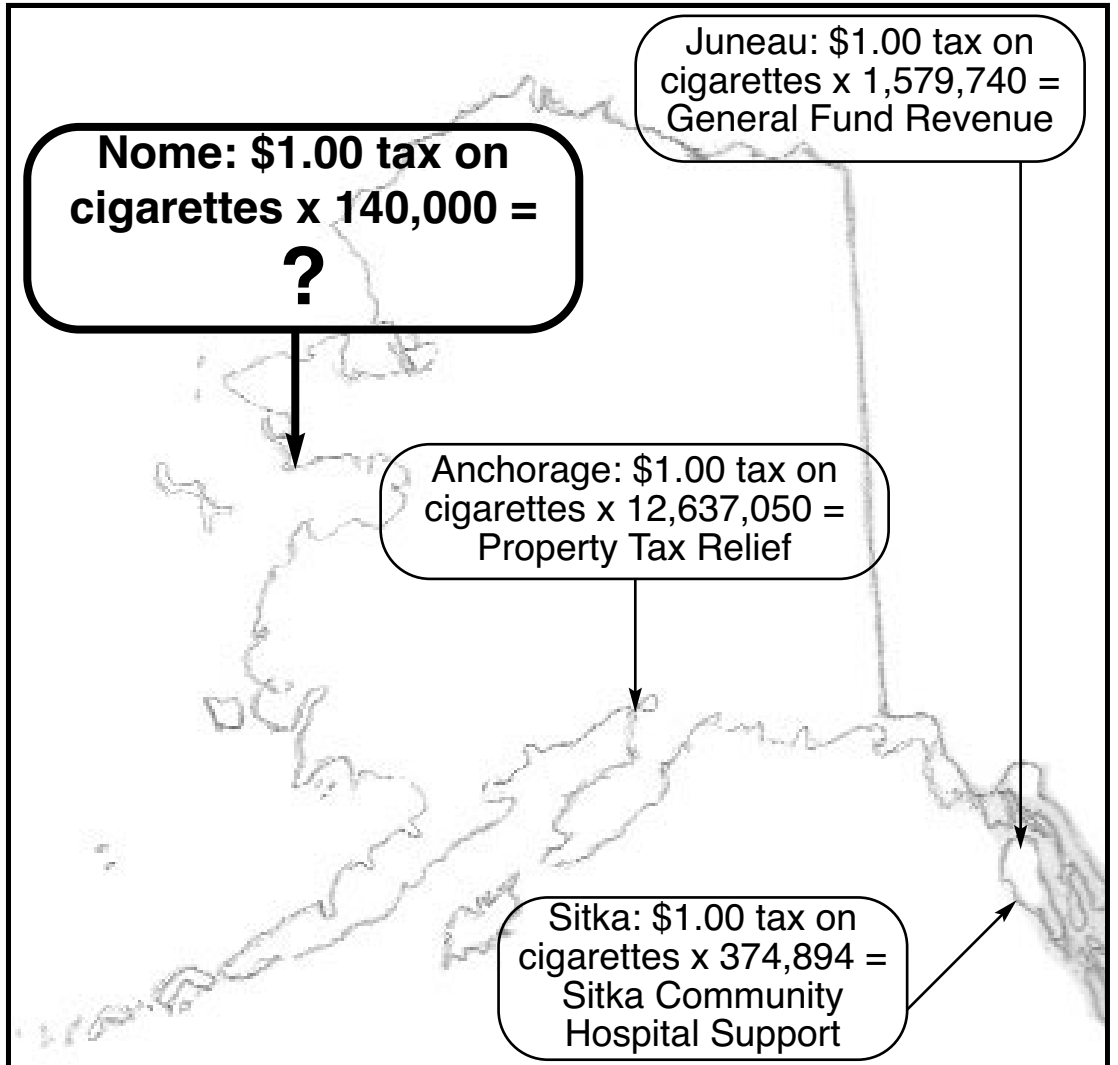 Juneau: $1.00 tax on
cigarettes x 1,579,740 =
General Fund Revenue
Nome: $1.00 tax on
cigarettes x 140,000 =
?
Anchorage: $1.00 tax on
cigarettes x 12,637,050 =
Property Tax Relief
Sitka: $1.00 tax on
cigarettes x 374,894 =
Sitka Community
Hospital Support